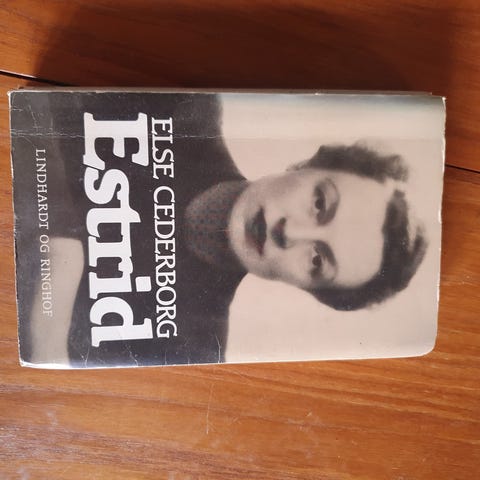 ELSE CEDERBORG
Estrid
LINDHARDT OG RINGHOF